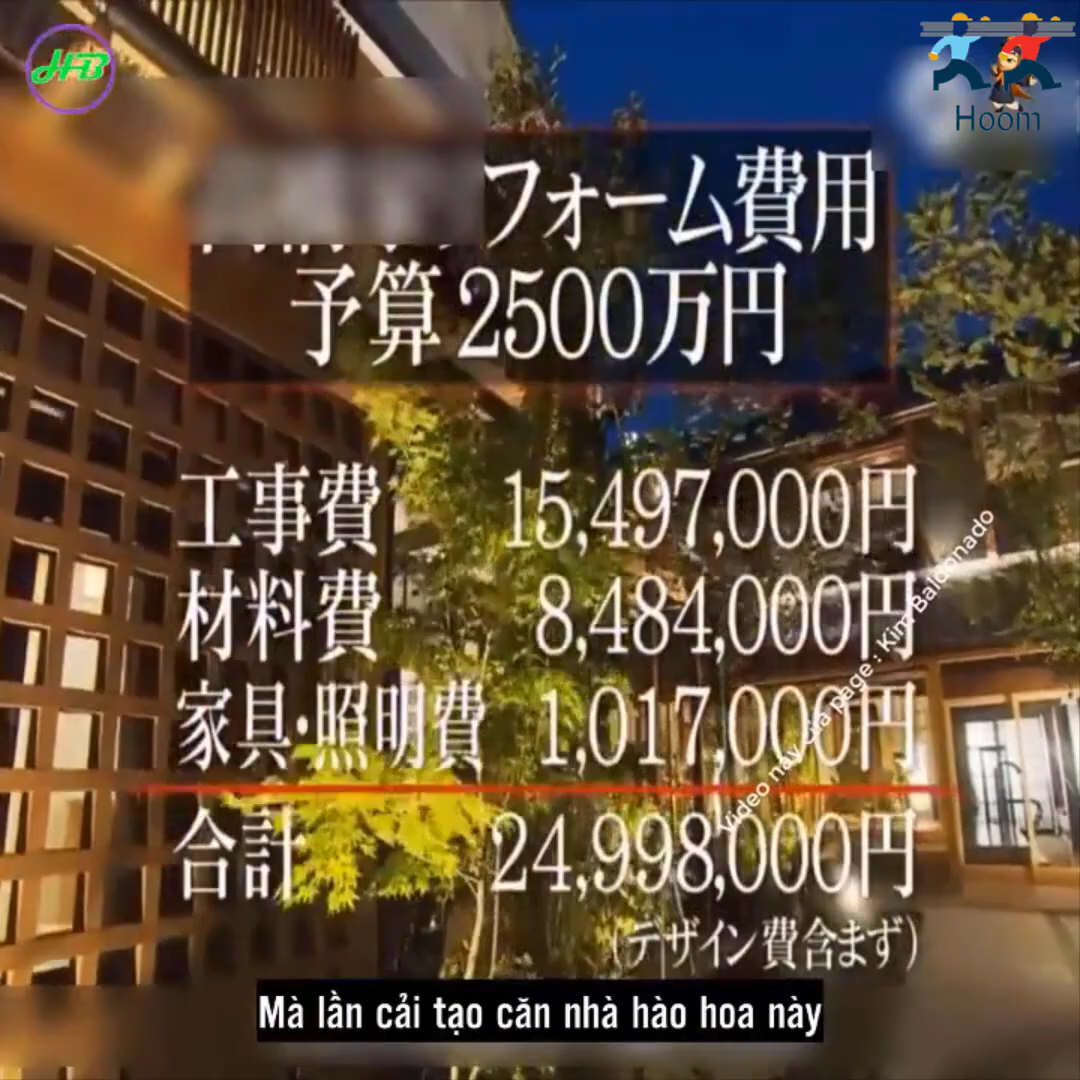 HB
Hoom
フォーム費用
予算2500万円
工事費 15,497,000円
材料費 8,484,000円
家具・照明費 1,017,000円
合計 24,998,000円
(デザイン費含まず)
Video này của page : Kim Baldonado
Mà lần cải tạo căn nhà hào hoa này